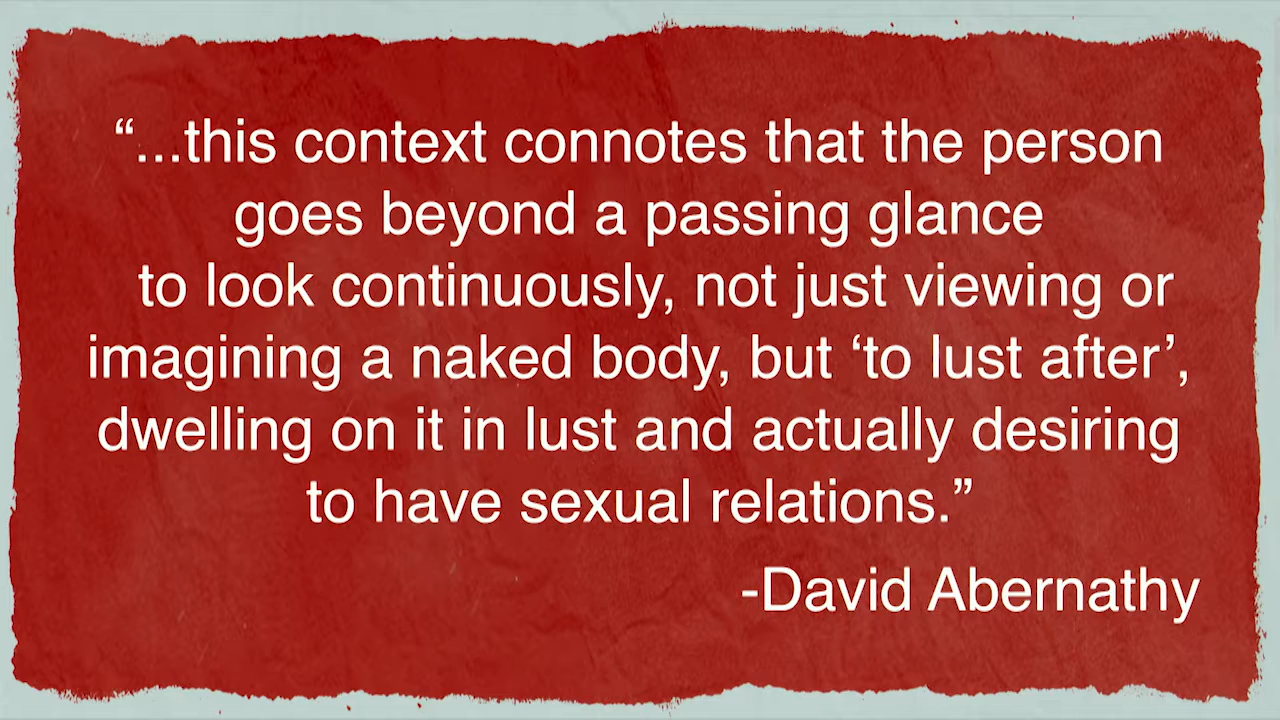 “...this context connotes that the person
goes beyond a passing glance
to look continuously, not just viewing or
imagining a naked body, but ‘to lust after’,
dwelling on it in lust and actually desiring
to have sexual relations.”
-David Abernathy